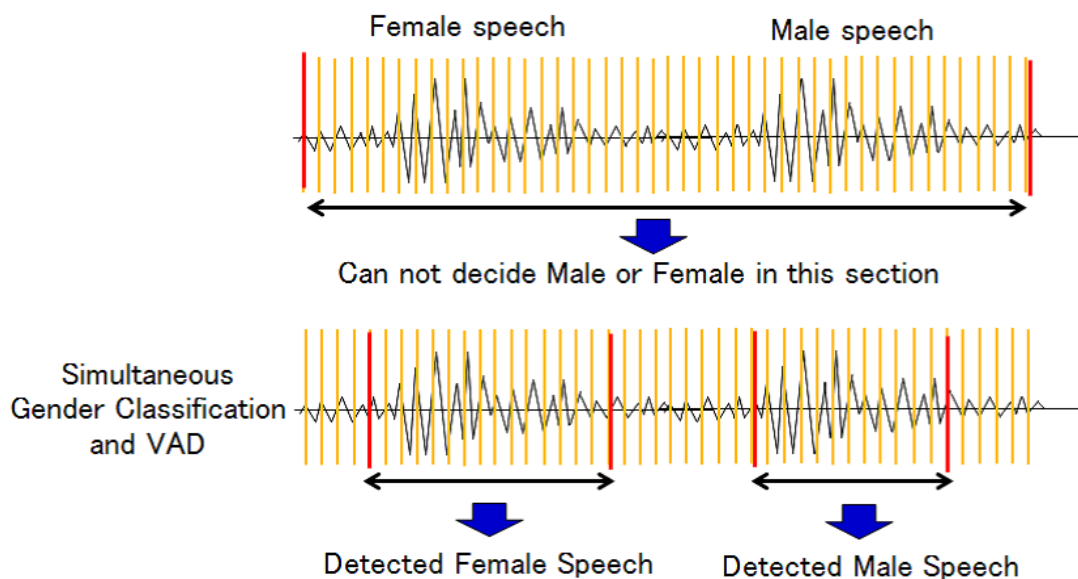 Female speech
Male speech
Can not decide Male or Female in this section
Simultaneous
Gender Classification
and VAD
Detected Female Speech
Detected Male Speech